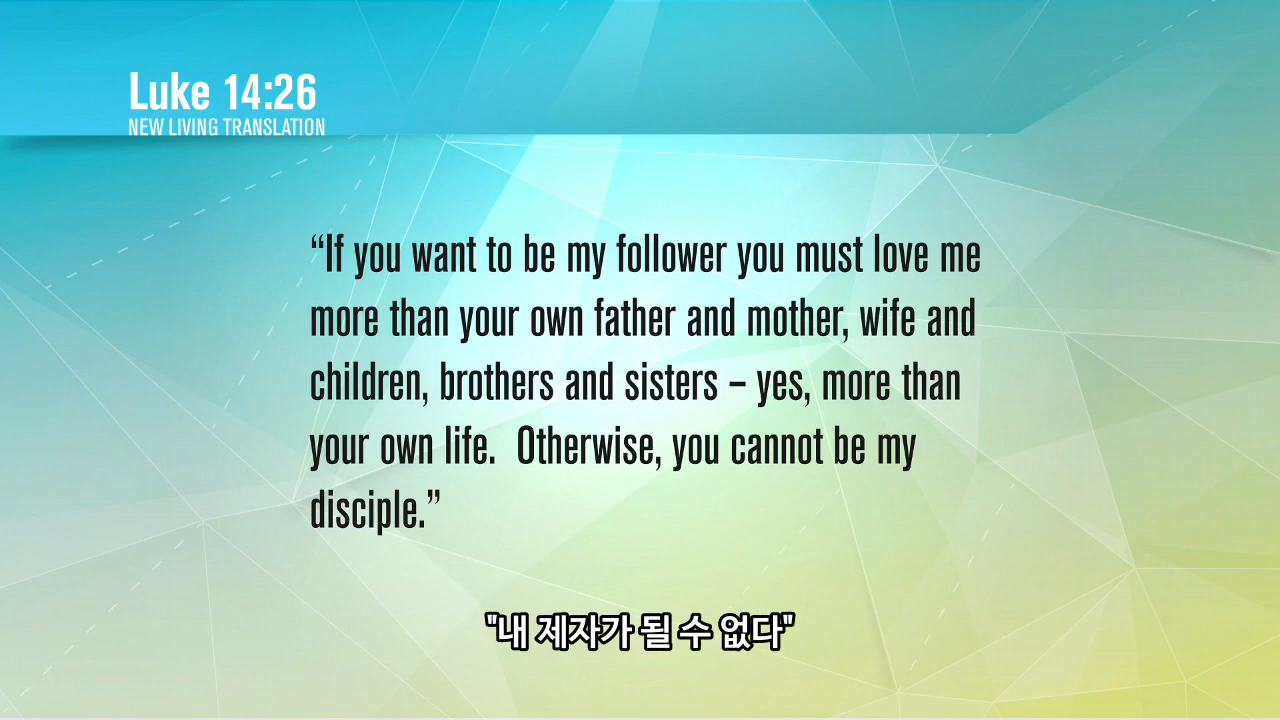 Luke 14:26
NEW LIVING TRANSLATION
“If you want to be my follower you must love me
more than your own father and mother, wife and
children, brothers and sisters – yes, more than
your own life.  Otherwise, you cannot be my
disciple.”
"내 제자가 될 수 없다"